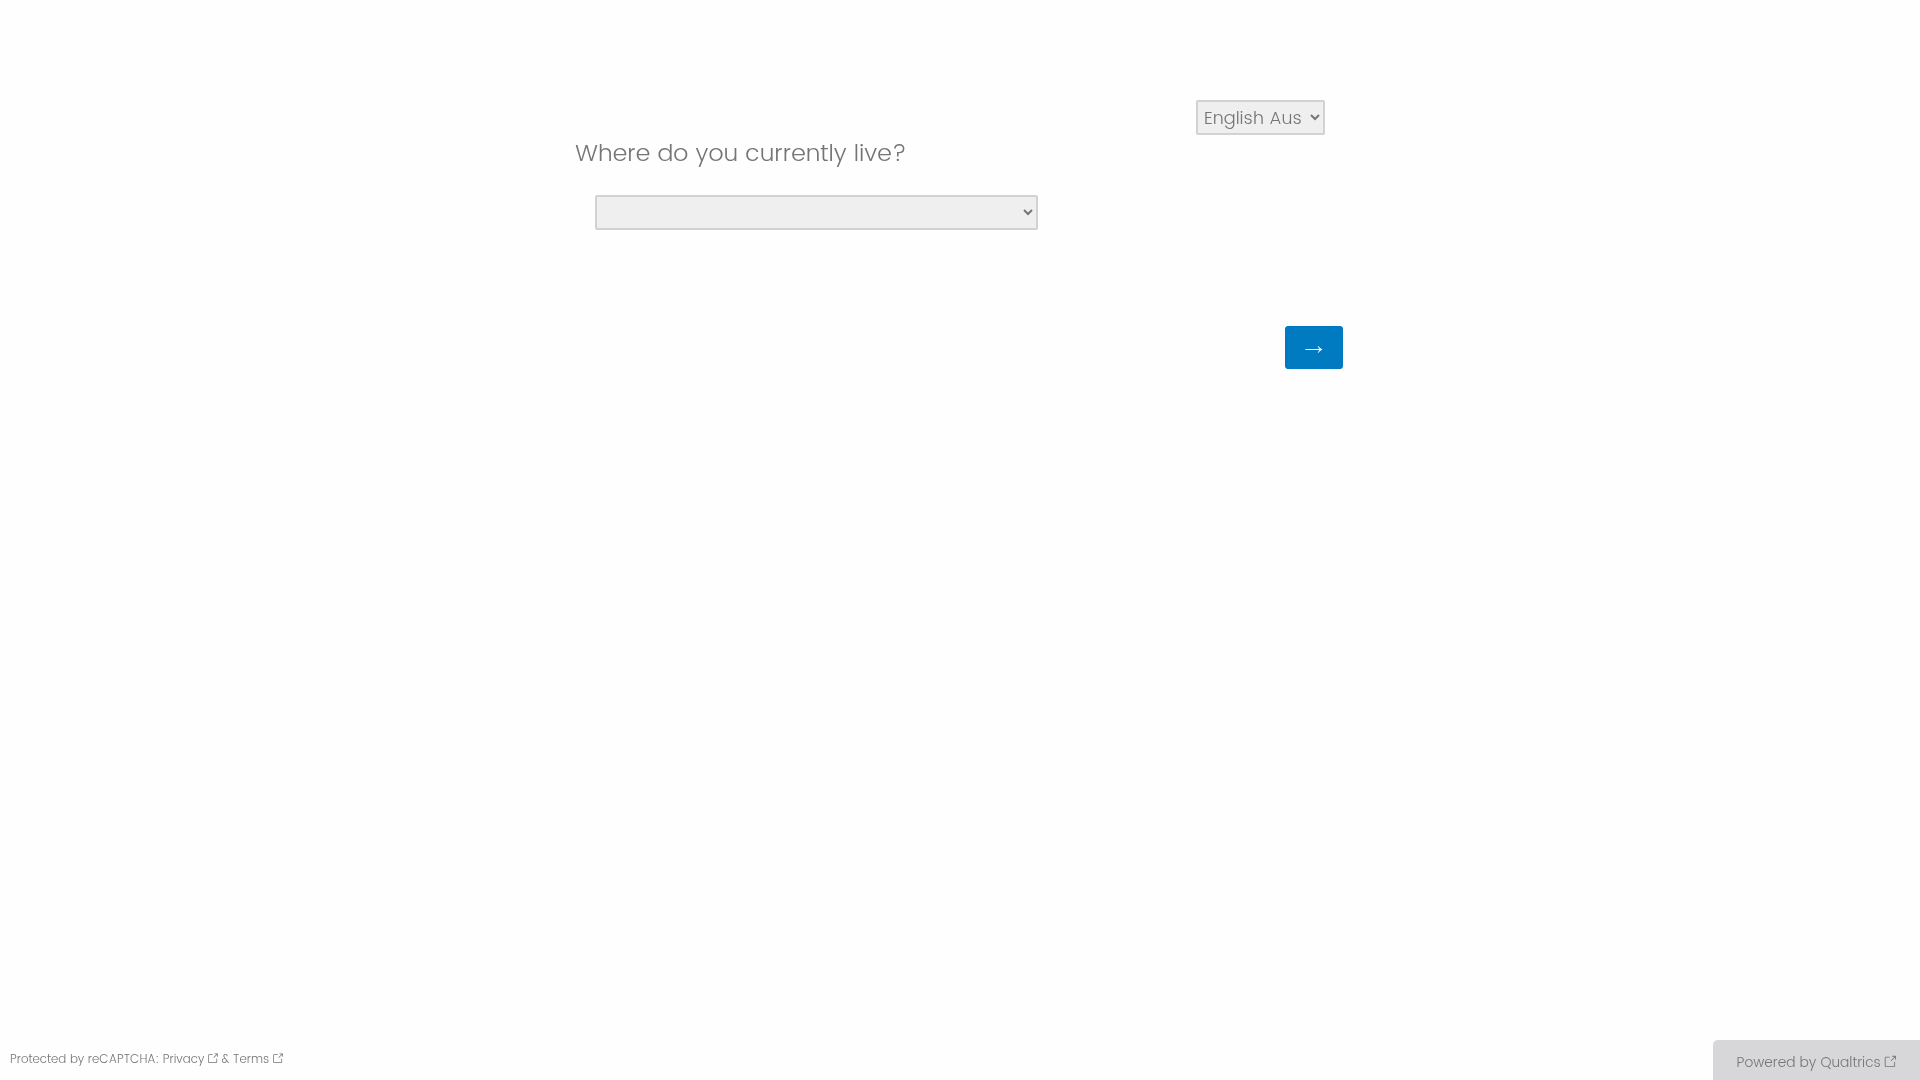 English Aus
Where do you currently live?
→
Protected by reCAPTCHA: Privacy & Terms
Powered by Qualtrics